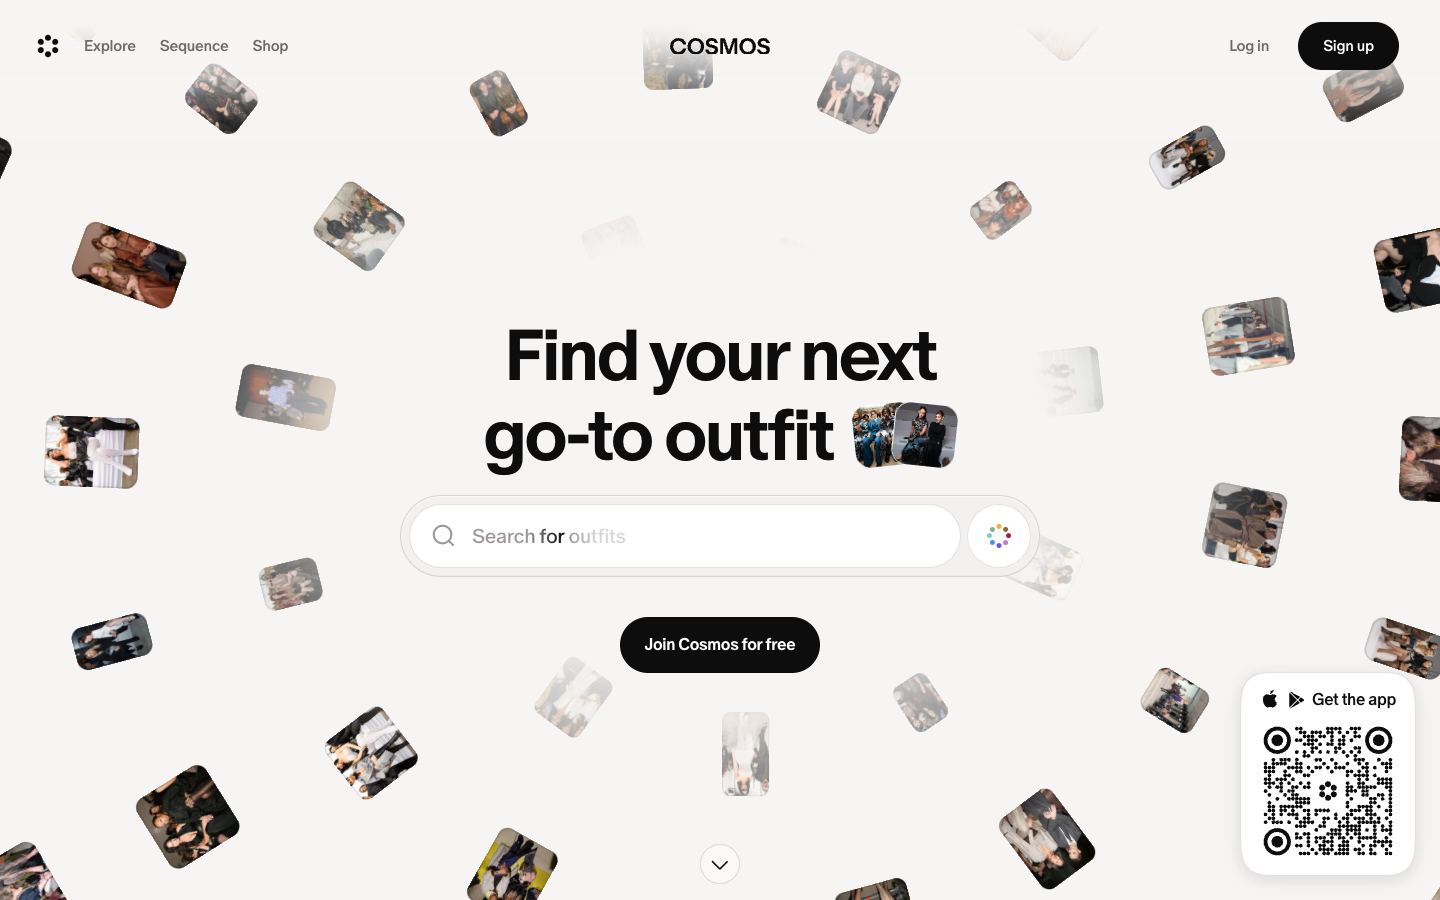 Explore
Sequence
Shop
COSMOS
Log in
Sign up
Find your next
go-to outfit
Search for outfits
Join Cosmos for free
Get the app